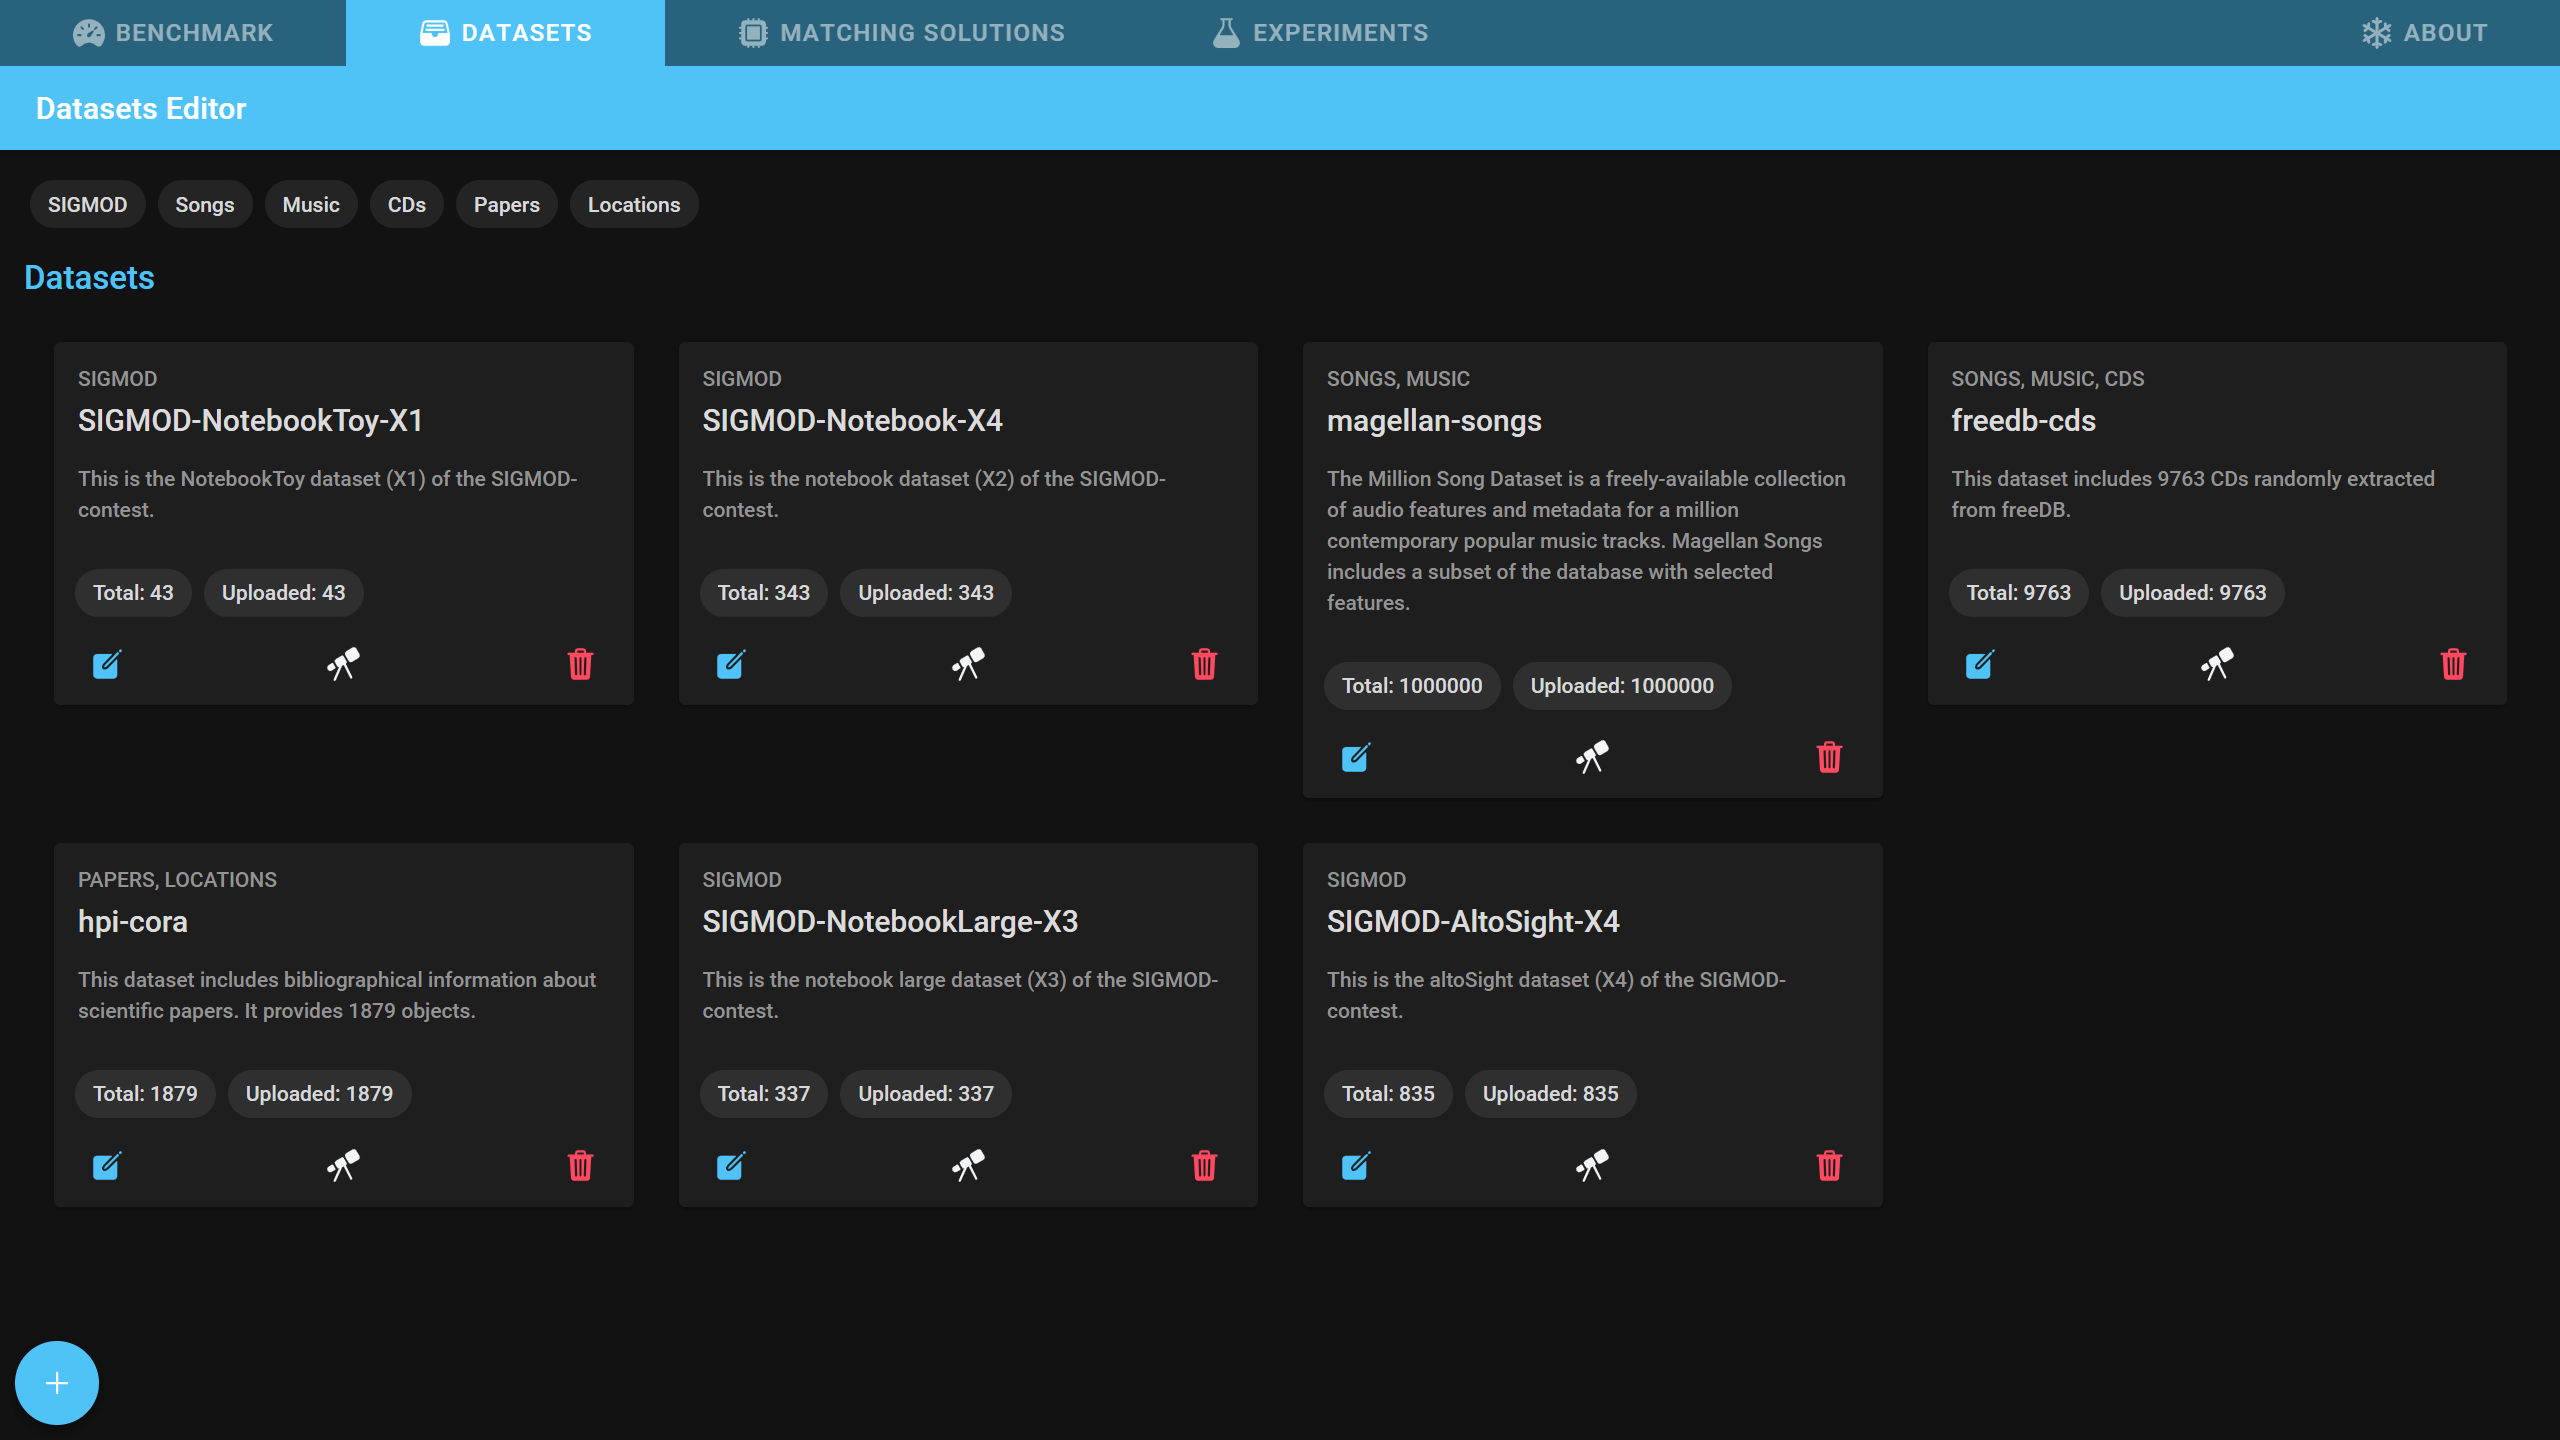 BENCHMARK
DATASETS
MATCHING SOLUTIONS
EXPERIMENTS
ABOUT
Datasets Editor
SIGMOD
Songs
Music
CDs
Papers
Locations
Datasets
SIGMOD
SIGMOD-NotebookToy-X1
This is the NotebookToy dataset (X1) of the SIGMOD-
contest.
Total: 43
Uploaded: 43
SIGMOD
SIGMOD-Notebook-X4
This is the notebook dataset (X2) of the SIGMOD-
contest.
Total: 343
Uploaded: 343
SONGS, MUSIC
magellan-songs
The Million Song Dataset is a freely-available collection
of audio features and metadata for a million
contemporary popular music tracks. Magellan Songs
includes a subset of the database with selected
features.
Total: 1000000
Uploaded: 1000000
SONGS, MUSIC, CDS
freedb-cds
This dataset includes 9763 CDs randomly extracted
from freeDB.
Total: 9763
Uploaded: 9763
PAPERS, LOCATIONS
hpi-cora
This dataset includes bibliographical information about
scientific papers. It provides 1879 objects.
Total: 1879
Uploaded: 1879
SIGMOD
SIGMOD-NotebookLarge-X3
This is the notebook large dataset (X3) of the SIGMOD-
contest.
Total: 337
Uploaded: 337
SIGMOD
SIGMOD-AltoSight-X4
This is the altoSight dataset (X4) of the SIGMOD-
contest.
Total: 835
Uploaded: 835